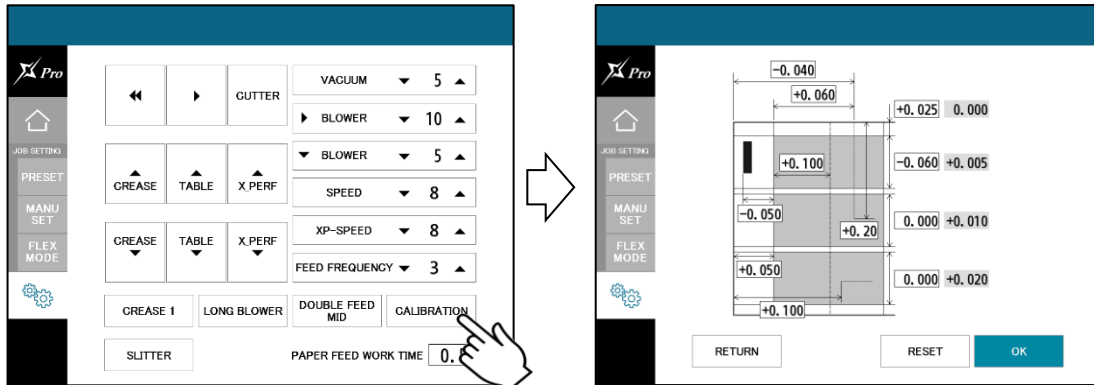 Pro
JOB SETTING
PRESET
MANU
SET
FLEX
MODE
CUTTER
CREASE
TABLE
X_PERF
CREASE
TABLE
X_PERF
VACUUM 5
BLOWER 10
BLOWER 5
SPEED 8
XP-SPEED 8
FEED FREQUENCY 3
CREASE 1
LONG BLOWER
DOUBLE FEED
MID
CALIBRATION
SLITTER
PAPER FEED WORK TIME 0.
Pro
JOB SETTING
PRESET
MANU
SET
FLEX
MODE
-0.040
+0.060
+0.025 0.000
+0.100
-0.060 +0.005
-0.050
+0.20
0.000 +0.010
+0.050
0.000 +0.020
+0.100
RETURN
RESET
OK